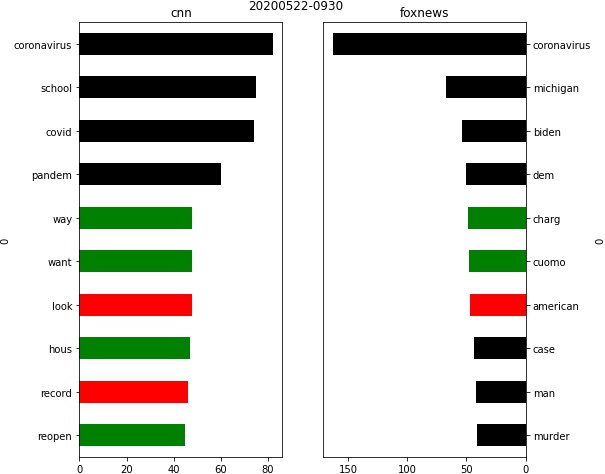 20200522-0930
cnn
foxnews
coronavirus
school
covid
pandem
way
want
look
hous
record
reopen
0
0 20 40 60 80
coronavirus
michigan
biden
dem
charg
cuomo
american
case
man
murder
0
150 100 50 0